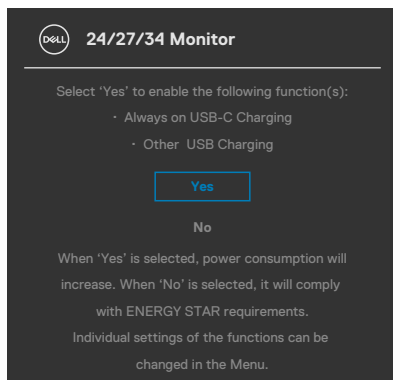 DELL
24/27/34 Monitor
Select ‘Yes’ to enable the following function(s):
· Always on USB-C Charging
· Other USB Charging
Yes
No
When ‘Yes’ is selected, power consumption will
increase. When ‘No’ is selected, it will comply
with ENERGY STAR requirements.
Individual settings of the functions can be
changed in the Menu.